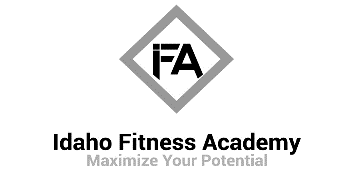 iFA
Idaho Fitness Academy
Maximize Your Potential